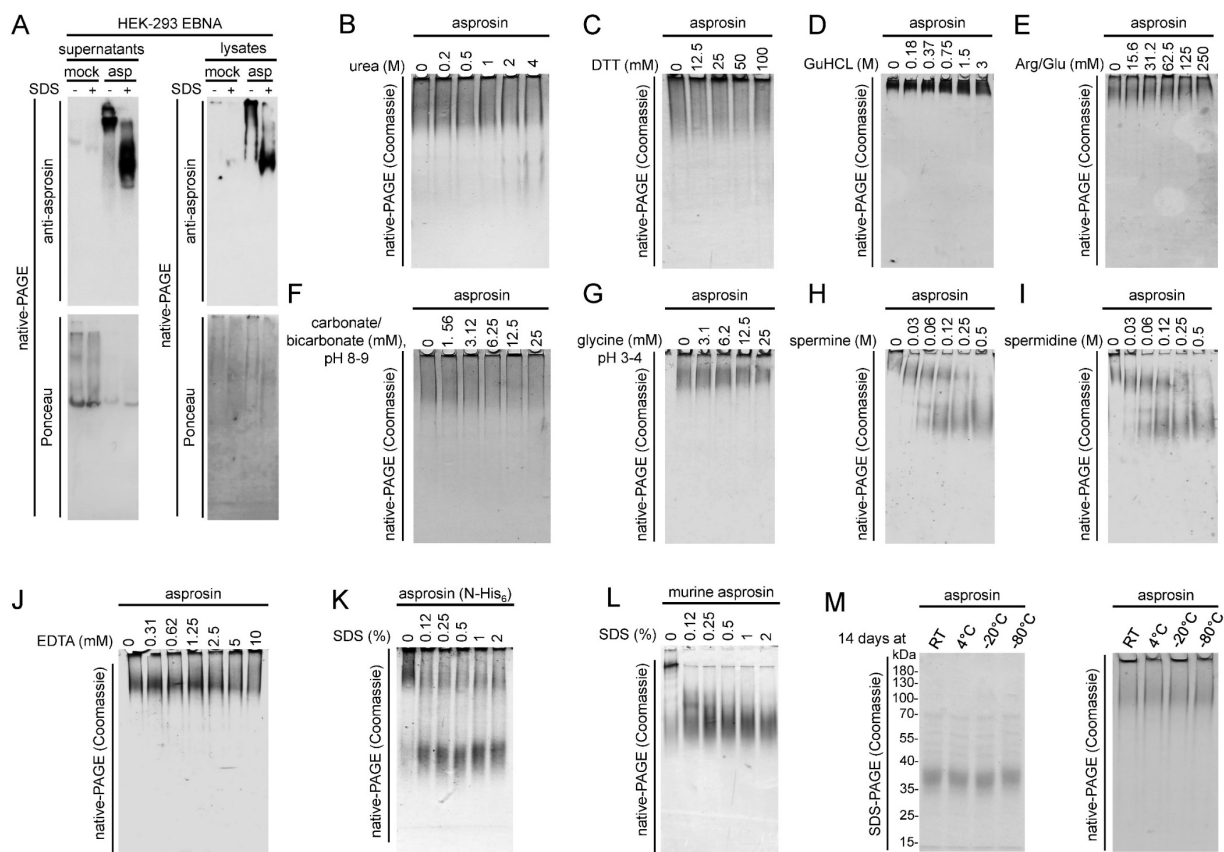 A
HEK-293 EBNA
supernatants
lysates
mock
asp
mock
asp
SDS
-
+
-
+
SDS
-
+
-
+
native-PAGE
anti-asprosin
Ponceau
native-PAGE
anti-asprosin
Ponceau
B
asprosin
urea (M)
0
0.2
0.5
1
2
4
native-PAGE (Coomassie)
C
asprosin
DTT (mM)
0
12.5
25
50
100
native-PAGE (Coomassie)
D
asprosin
GuHCL (M)
0
0.18
0.37
0.75
1.5
3
native-PAGE (Coomassie)
E
asprosin
Arg/Glu (mM)
0
15.6
31.2
62.5
125
250
native-PAGE (Coomassie)
F
asprosin
carbonate/
bicarbonate (mM),
pH 8-9
0
1. 56
3.12
6.25
12.5
25
native-PAGE (Coomassie)
G
asprosin
glycine (mM)
pH 3-4
0
3.1
6.2
12.5
25
native-PAGE (Coomassie)
H
asprosin
spermine (M)
0
0.03
0.06
0.12
0.25
0.5
native-PAGE (Coomassie)
I
asprosin
spermidine (M)
0
0.03
0.06
0.12
0.25
0.5
native-PAGE (Coomassie)
J
asprosin
EDTA (mM)
0
0.31
0.62
1.25
2.5
5
10
native-PAGE (Coomassie)
K
asprosin (N-His₆)
SDS (%)
0
0.12
0.25
0.5
1
2
native-PAGE (Coomassie)
L
murine asprosin
SDS (%)
0
0.12
0.25
0.5
1
2
native-PAGE (Coomassie)
M
asprosin
14 days at
RT
4°C
-20°C
-80°C
kDa
180-
130-
100-
70-
55-
40-
35-
25-
15-
SDS-PAGE (Coomassie)
asprosin
RT
4°C
-20°C
-80°C
native-PAGE (Coomassie)